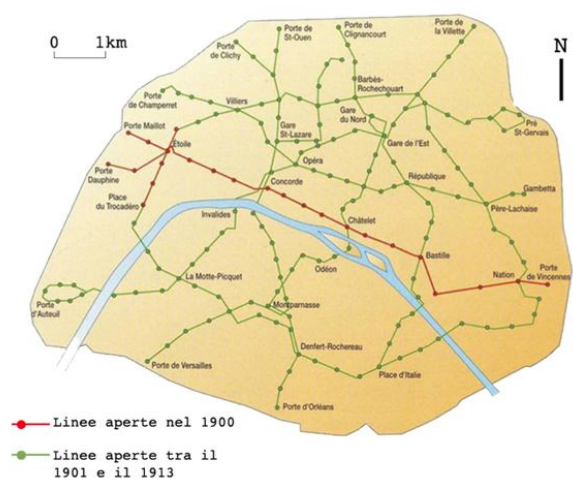 0 1km
N
Porte
de Clichy
Porte de
St-Ouen
Porte de
Clignancourt
Porte de
la Villette
Porte
de Champerret
Villiers
Barbès-
Rochechouart
Gare
du Nord
Pré
St-Gervais
Porte Maillot
Étoile
Gare
St-Lazare
Opéra
Gare de l'Est
Porte
Dauphine
Concorde
République
Gambetta
Place
du Trocadéro
Invalides
Châtelet
Père-Lachaise
Bastille
Odéon
La Motte-Picquet
Nation
Porte
de Vincennes
Porte
d'Auteuil
Montparnasse
Denfert-Rochereau
Porte de Versailles
Place d'Italie
Porte d'Orléans
Linee aperte nel 1900
Linee aperte tra il
1901 e il 1913